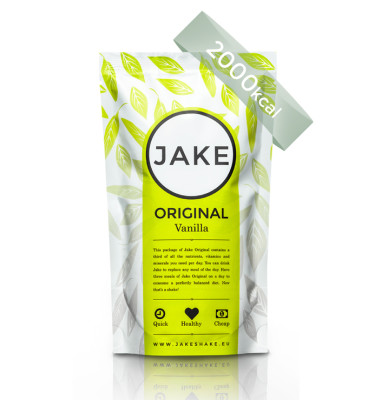 2000kcal
JAKE
ORIGINAL
Vanilla
This package of Jake Original contains a
third of all the nutrients, vitamins and
minerals you need per day. You can drink
Jake to replace any meal of the day. Have
three meals of Jake Original on a day to
consume a perfectly balanced diet. Now
that's a shake!
Quick Healthy Cheap
WWW.JAKESHAKE.EU